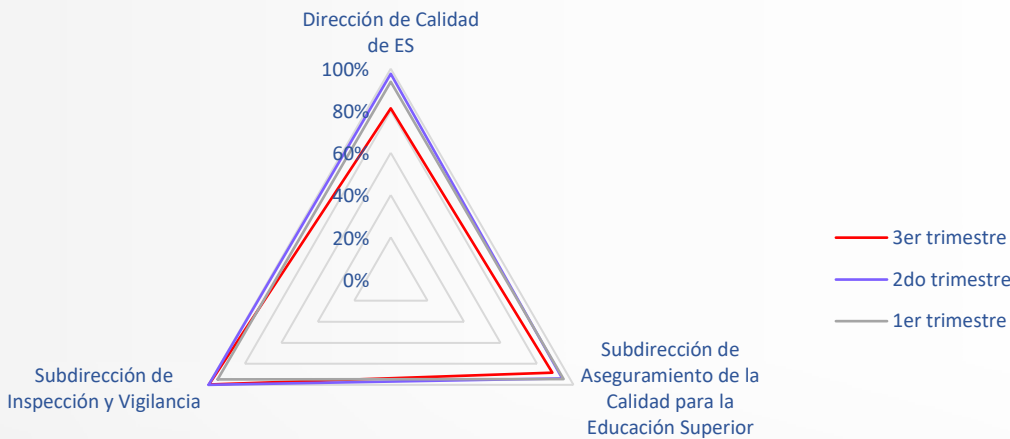 Dirección de Calidad
de ES
100%
80%
60%
40%
20%
0%
3er trimestre
2do trimestre
1er trimestre
Subdirección de
Inspección y Vigilancia
Subdirección de
Aseguramiento de la
Calidad para la
Educación Superior